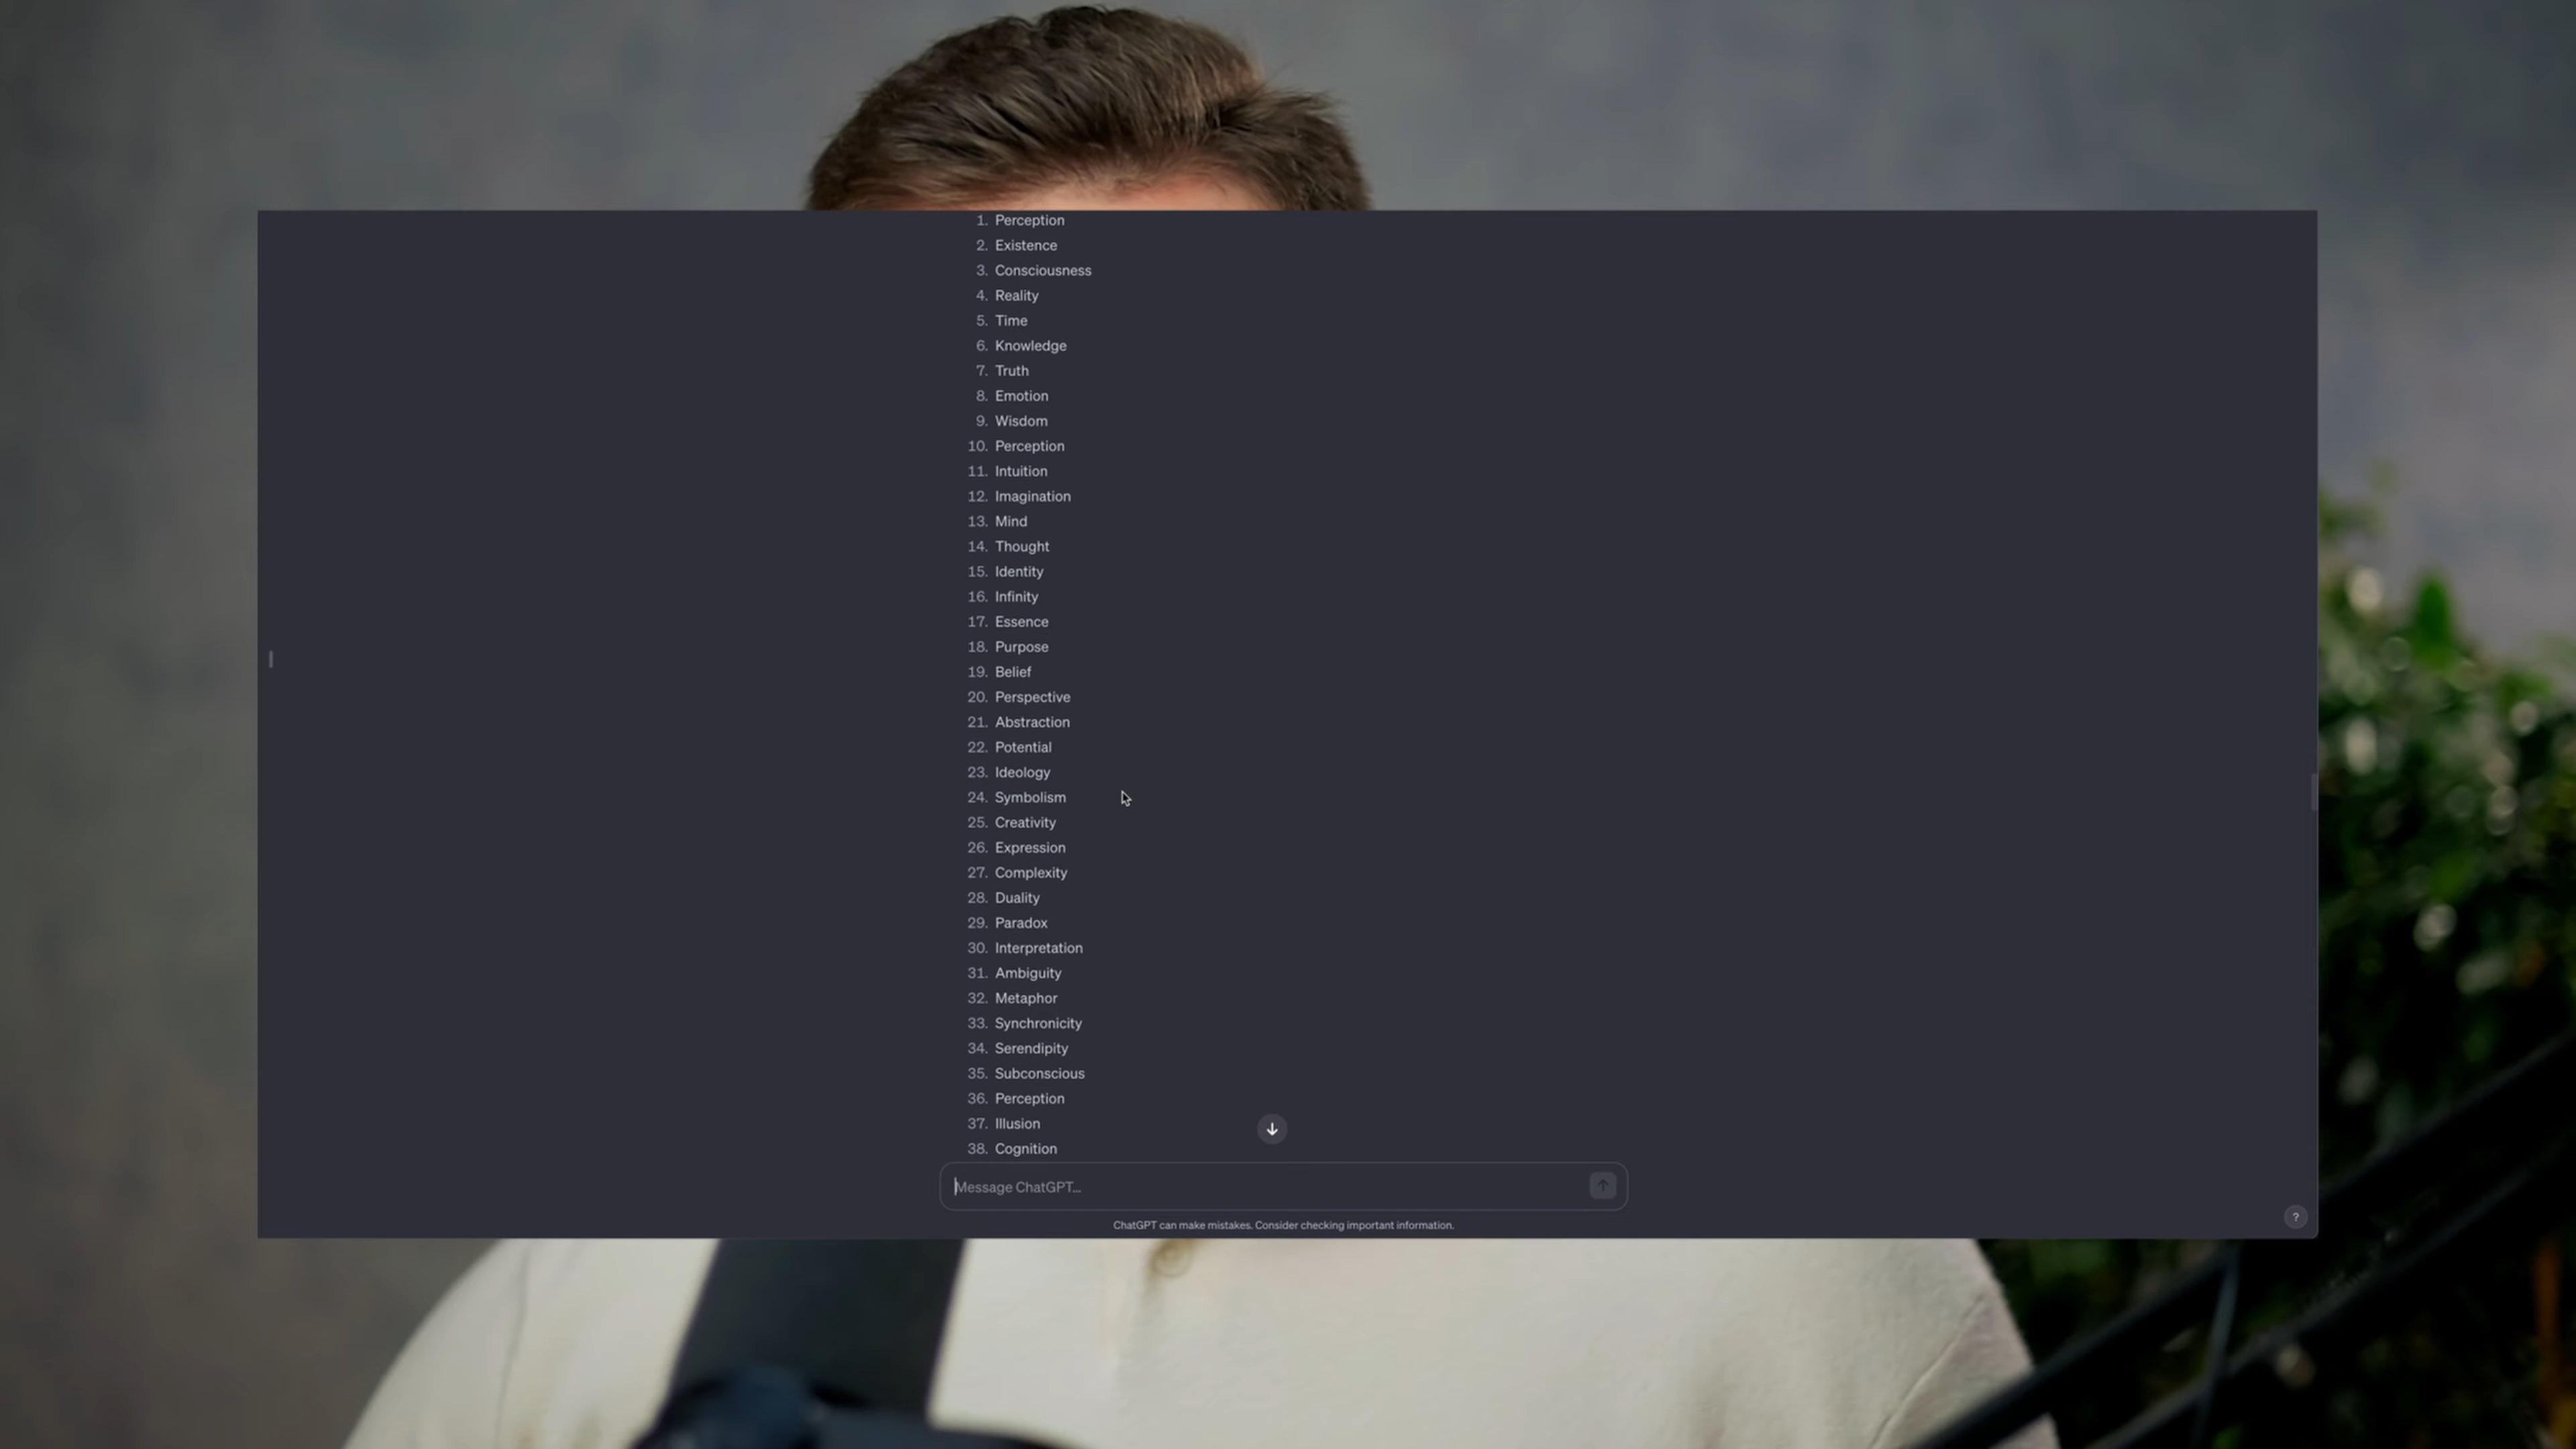 1. Perception
2. Existence
3. Consciousness
4. Reality
5. Time
6. Knowledge
7. Truth
8. Emotion
9. Wisdom
10. Perception
11. Intuition
12. Imagination
13. Mind
14. Thought
15. Identity
16. Infinity
17. Essence
18. Purpose
19. Belief
20. Perspective
21. Abstraction
22. Potential
23. Ideology
24. Symbolism
25. Creativity
26. Expression
27. Complexity
28. Duality
29. Paradox
30. Interpretation
31. Ambiguity
32. Metaphor
33. Synchronicity
34. Serendipity
35. Subconscious
36. Perception
37. Illusion
38. Cognition
Message ChatGPT...
ChatGPT can make mistakes. Consider checking important information.
?